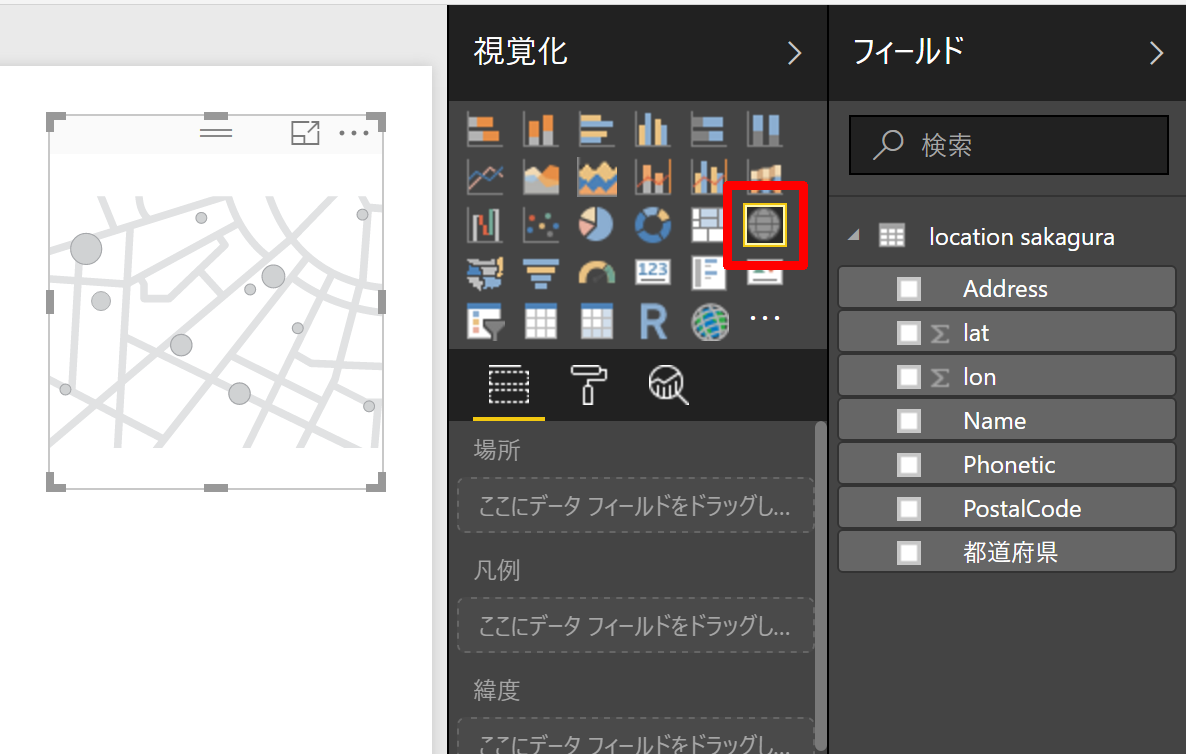 視覚化
フィールド
検索
location sakagura
Address
lat
lon
Name
Phonetic
PostalCode
都道府県
123
R
場所
ここにデータ フィールドをドラッグし...
凡例
ここにデータ フィールドをドラッグし...
緯度
ここにデータ フィールドをドラッグし...